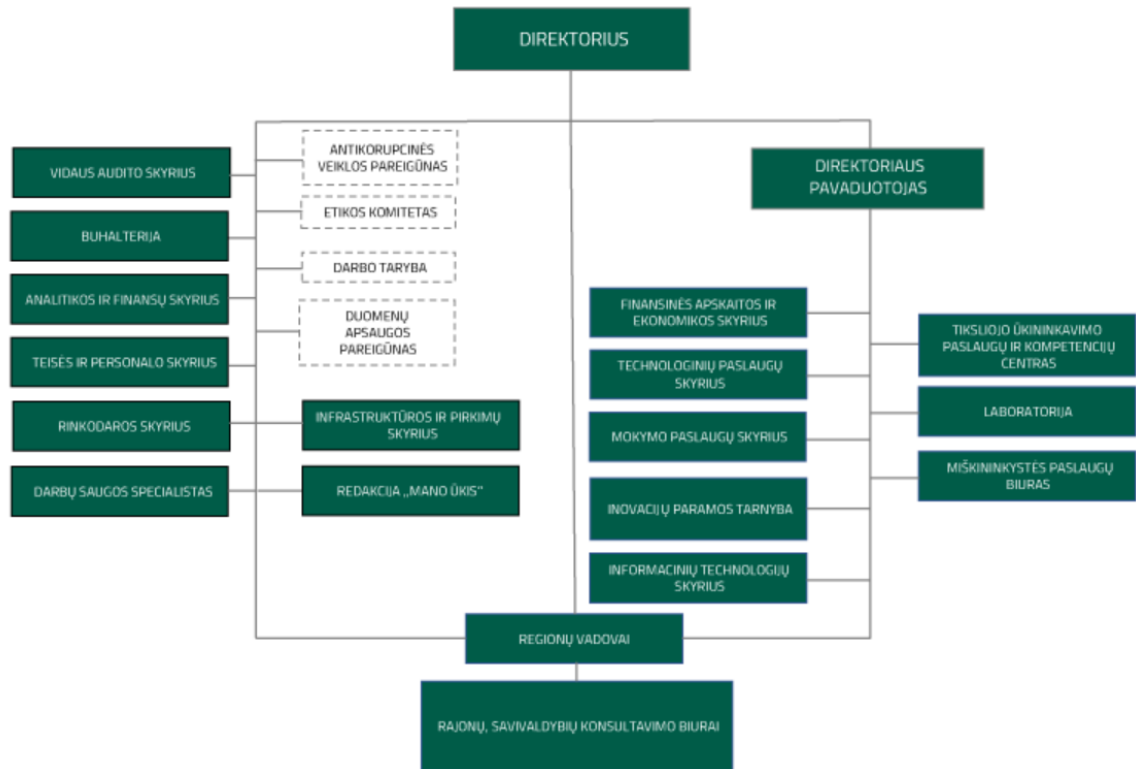 DIREKTORIUS
DIREKTORIAUS
PAVADUOTOJAS
VIDAUS AUDITO SKYRIUS
BUHALTERIJA
ANALITIKOS IR FINANSŲ SKYRIUS
TEISĖS IR PERSONALO SKYRIUS
RINKODAROS SKYRIUS
DARBŲ SAUGOS SPECIALISTAS
ANTIKORUPCINĖS
VEIKLOS PAREIGŪNAS
ETIKOS KOMITETAS
DARBO TARYBA
DUOMENŲ
APSAUGOS
PAREIGŪNAS
INFRASTRUKTŪROS IR PIRKIMŲ
SKYRIUS
REDAKCIJA „MANO ŪKIS“
FINANSINĖS APSKAITOS IR
EKONOMIKOS SKYRIUS
TECHNOLOGINIŲ PASLAUGŲ
SKYRIUS
MOKYMO PASLAUGŲ SKYRIUS
INOVACIJŲ PARAMOS TARNYBA
INFORMACINIŲ TECHNOLOGIJŲ
SKYRIUS
TIKSLIOJO ŪKININKAVIMO
PASLAUGŲ IR KOMPETENCIJŲ
CENTRAS
LABORATORIJA
MIŠKININKYSTĖS PASLAUGŲ
BIURAS
REGIONŲ VADOVAI
RAJONŲ, SAVIVALDYBIŲ KONSULTAVIMO BIURAI